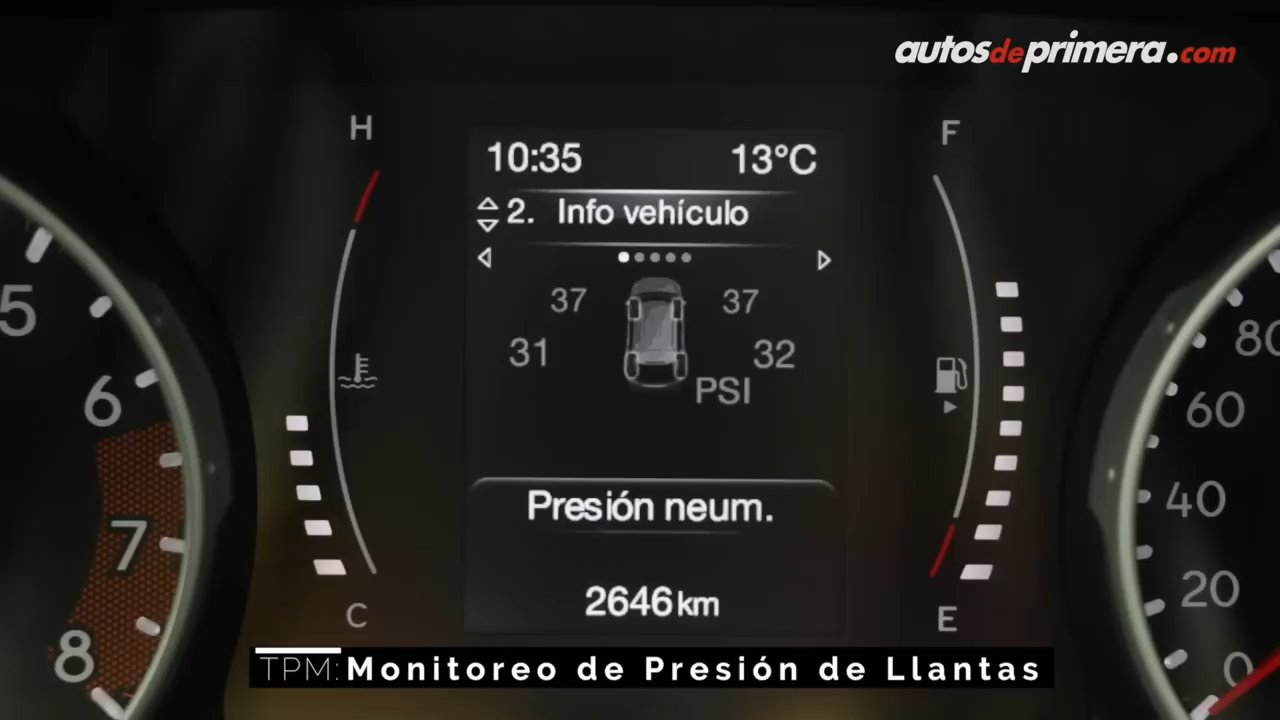 autosdeprimera.com
H
F
10:35 13°C
2. Info vehículo
37 37
31 32
PSI
5
6
7
8
80
60
40
20
0
Presión neum.
2646 km
C
E
TPM: Monitoreo de Presión de Llantas